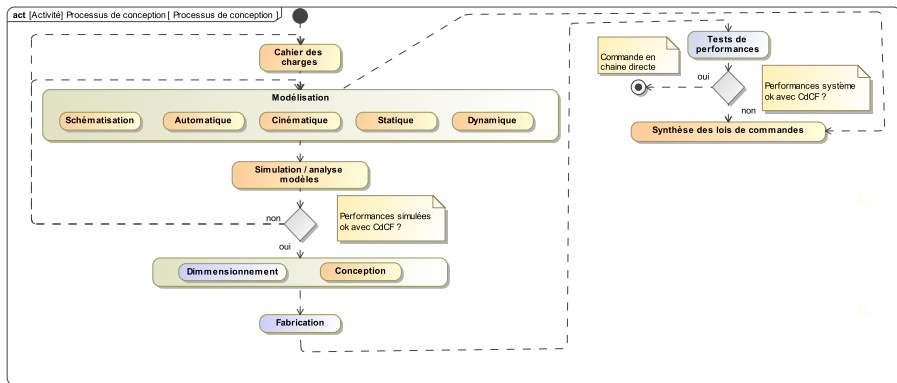 act [Activité] Processus de conception [ Processus de conception ]
Cahier des
charges
Modélisation
Schématisation
Automatique
Cinématique
Statique
Dynamique
Simulation / analyse
modèles
non
Performances simulées
ok avec CdCF ?
oui
Dimmensionnement
Conception
Fabrication
Tests de
performances
Commande en
chaine directe
oui
Performances système
ok avec CdCF ?
non
Synthèse des lois de commandes